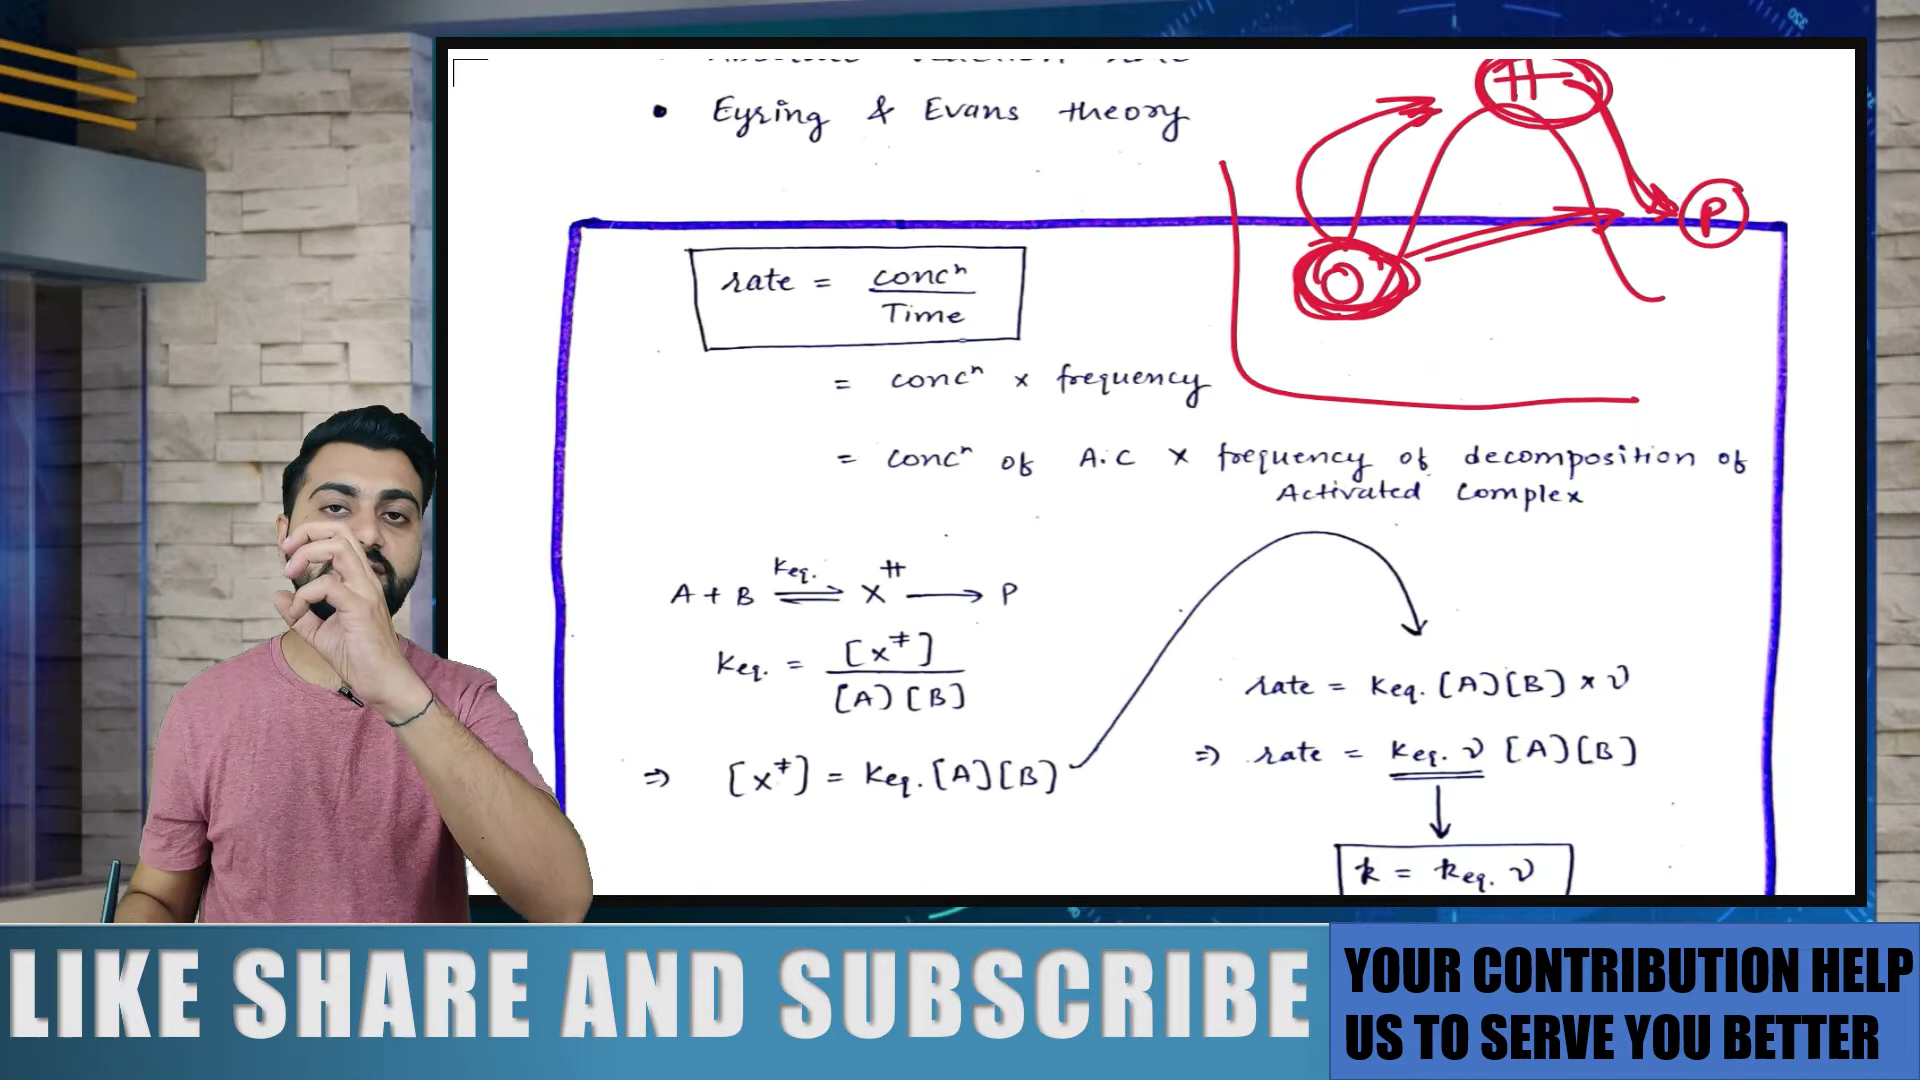 • Eyring & Evans theory
rate = concⁿ / Time
= concⁿ x frequency
= concⁿ of A.C x frequency of decomposition of
Activated Complex
A + B ⇌ X⧺ ⟶ P
Keq.
Keq. = [x‡] / [A][B]
⇒ [x‡] = Keq.[A][B]
rate = Keq.[A][B] x ν
⇒ rate = Keq. ν [A][B]
k = keq. ν
P
LIKE SHARE AND SUBSCRIBE
YOUR CONTRIBUTION HELP
US TO SERVE YOU BETTER